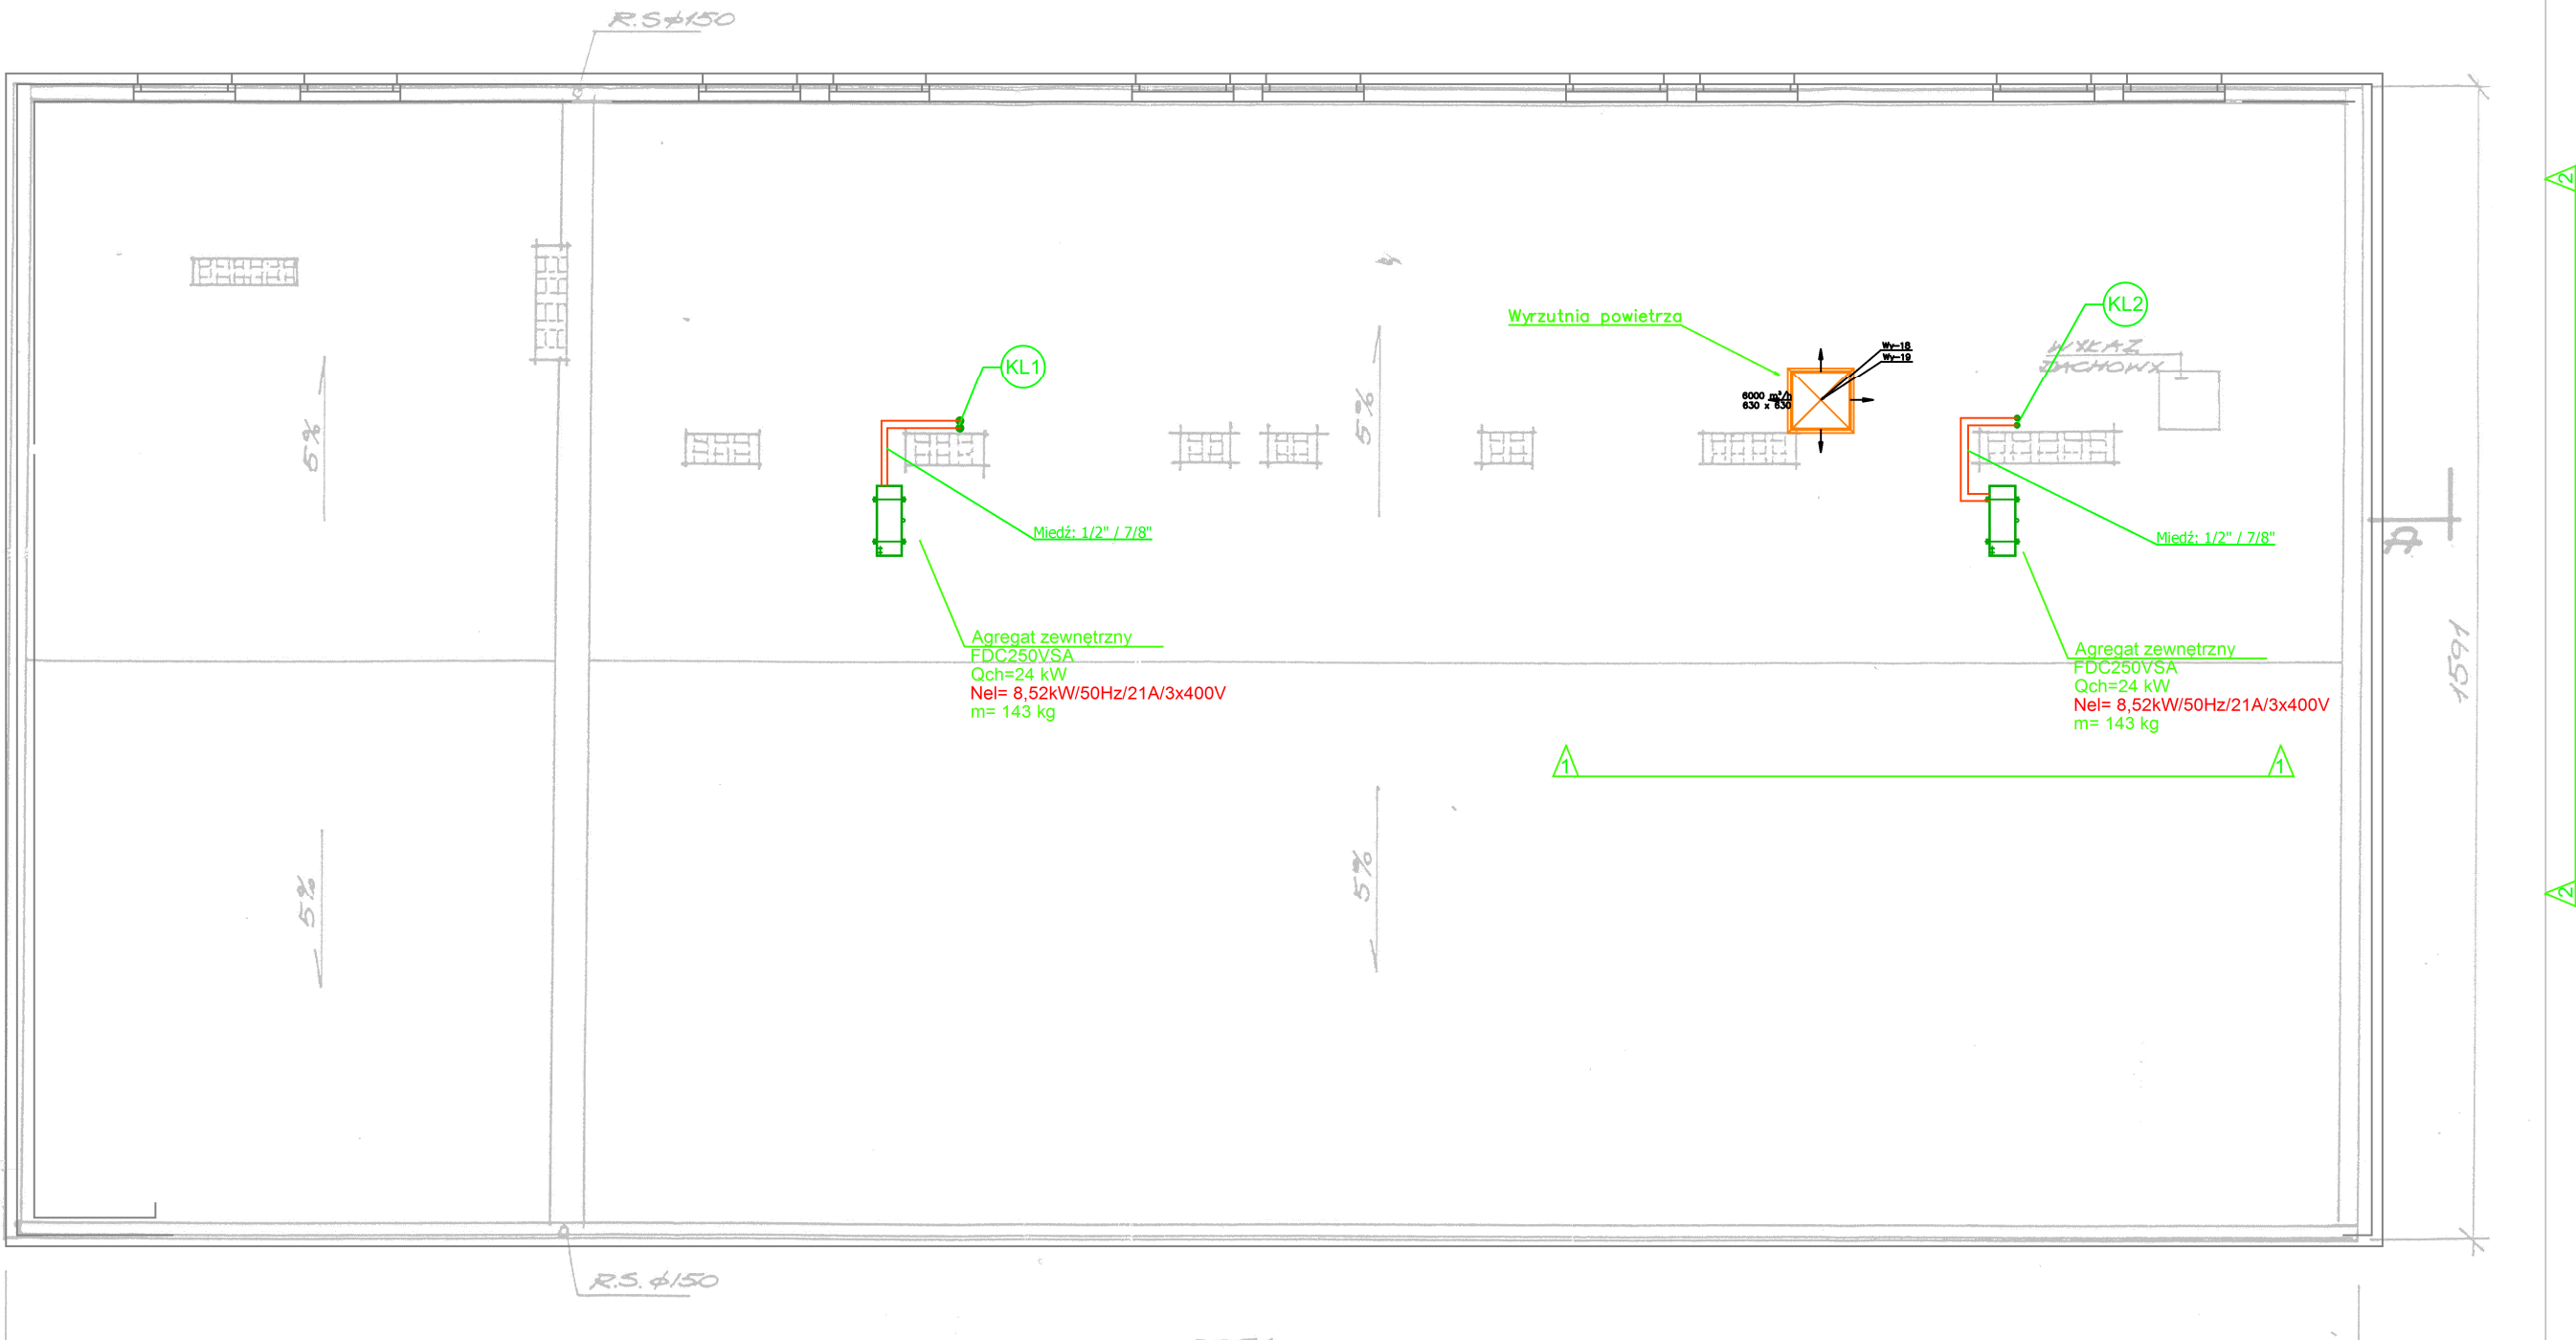 R.S ϕ150
2
KL2
Wyrzutnia powietrza
Wy-18
Wy-19
WYŁAZ
DACHOWY
KL1
6000 m³/h
630 x 630
5%
5%
Miedź: 1/2" / 7/8"
Miedź: 1/2" / 7/8"
A
Agregat zewnętrzny
FDC250VSA
Qch=24 kW
Nel= 8,52kW/50Hz/21A/3x400V
m= 143 kg
Agregat zewnętrzny
FDC250VSA
Qch=24 kW
Nel= 8,52kW/50Hz/21A/3x400V
m= 143 kg
1591
1
1
5%
5%
2
R.S. ϕ150